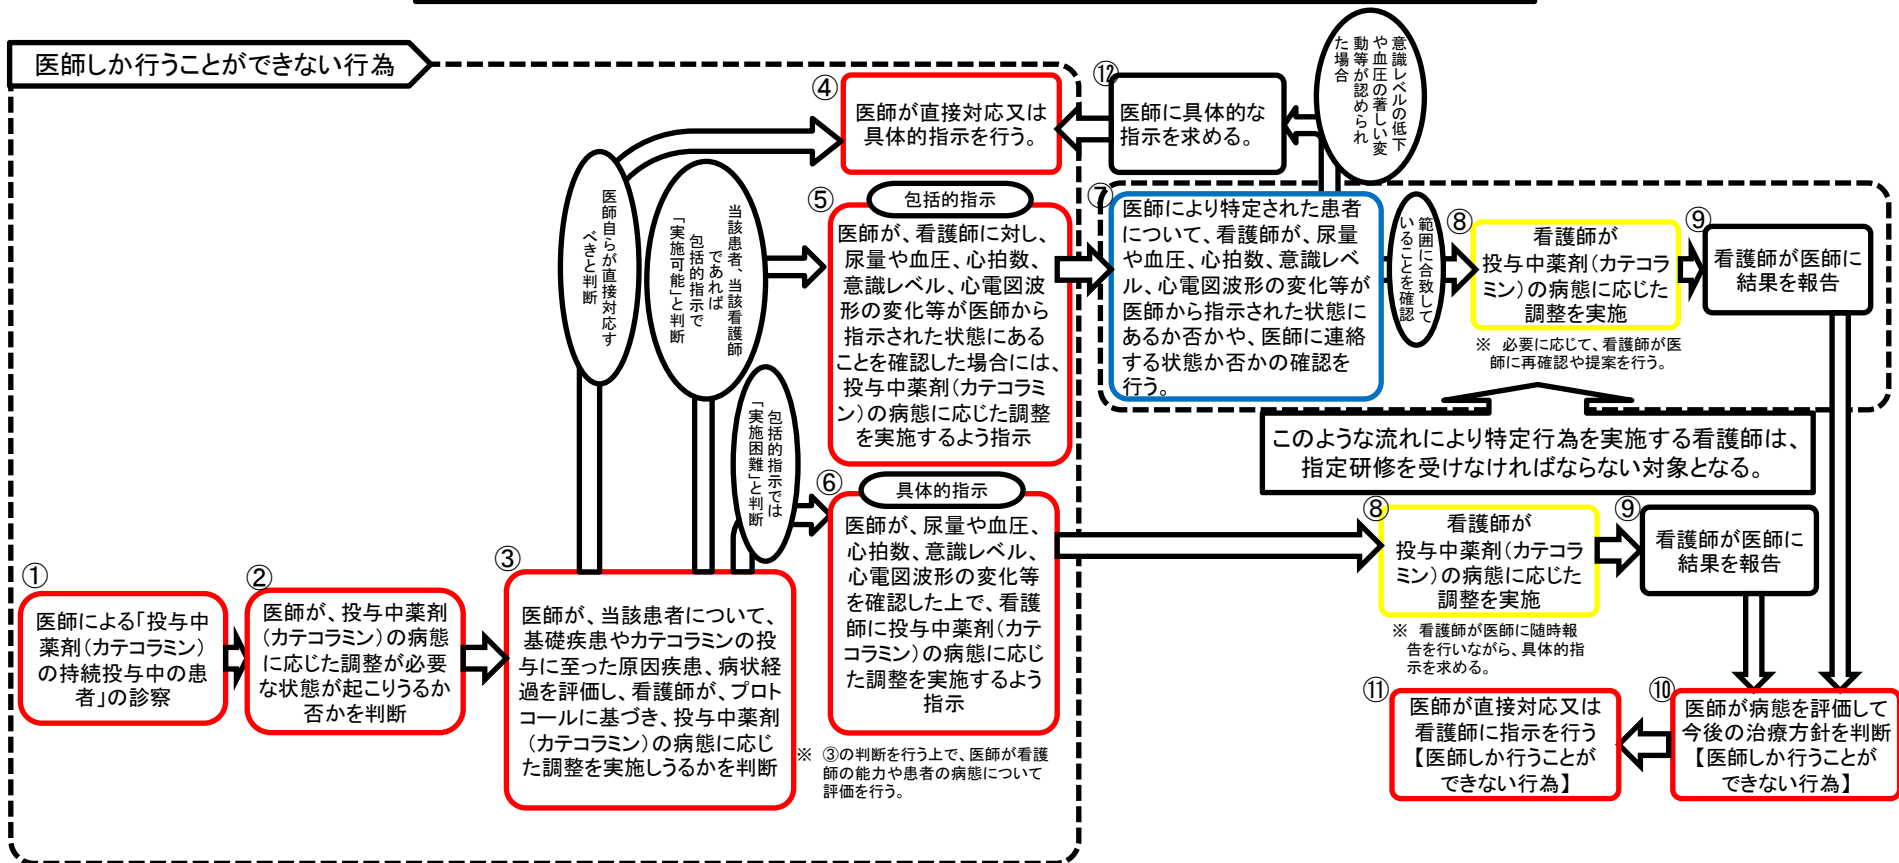 医師しか行うことができない行為
①
医師による「投与中
薬剤(カテコラミン)
の持続投与中の患
者」の診察
②
医師が、投与中薬剤
(カテコラミン)の病態
に応じた調整が必要
な状態が起こりうるか
否かを判断
③
医師が、当該患者について、
基礎疾患やカテコラミンの投
与に至った原因疾患、病状経
過を評価し、看護師が、プロト
コールに基づき、投与中薬剤
(カテコラミン)の病態に応じ
た調整を実施しうるかを判断
※ ③の判断を行う上で、医師が看護
師の能力や患者の病態について
評価を行う。
医師自らが直接対応す
べきと判断
当該患者、当該看護師
であれば
包括的指示で
「実施可能」と判断
包括的指示では
「実施困難」と判断
④
医師が直接対応又は
具体的指示を行う。
⑤
包括的指示
医師が、看護師に対し、
尿量や血圧、心拍数、
意識レベル、心電図波
形の変化等が医師から
指示された状態にある
ことを確認した場合には、
投与中薬剤(カテコラミ
ン)の病態に応じた調整
を実施するよう指示
⑥
具体的指示
医師が、尿量や血圧、
心拍数、意識レベル、
心電図波形の変化等
を確認した上で、看護
師に投与中薬剤(カテ
コラミン)の病態に応じ
た調整を実施するよう
指示
⑫
医師に具体的な
指示を求める。
意識レベルの低下
や血圧の著しい変
動等が認められ
た場合
⑦
医師により特定された患者
について、看護師が、尿量
や血圧、心拍数、意識レベ
ル、心電図波形の変化等が
医師から指示された状態に
あるか否かや、医師に連絡
する状態か否かの確認を
行う。
範囲に合致して
いることを確認
⑧
看護師が
投与中薬剤(カテコラ
ミン)の病態に応じた
調整を実施
※ 必要に応じて、看護師が医
師に再確認や提案を行う。
⑨
看護師が医師に
結果を報告
このような流れにより特定行為を実施する看護師は、
指定研修を受けなければならない対象となる。
⑧
看護師が
投与中薬剤(カテコラ
ミン)の病態に応じた
調整を実施
※ 看護師が医師に随時報
告を行いながら、具体的指
示を求める。
⑨
看護師が医師に
結果を報告
⑩
医師が病態を評価して
今後の治療方針を判断
【医師しか行うことが
できない行為】
⑪
医師が直接対応又は
看護師に指示を行う
【医師しか行うことが
できない行為】